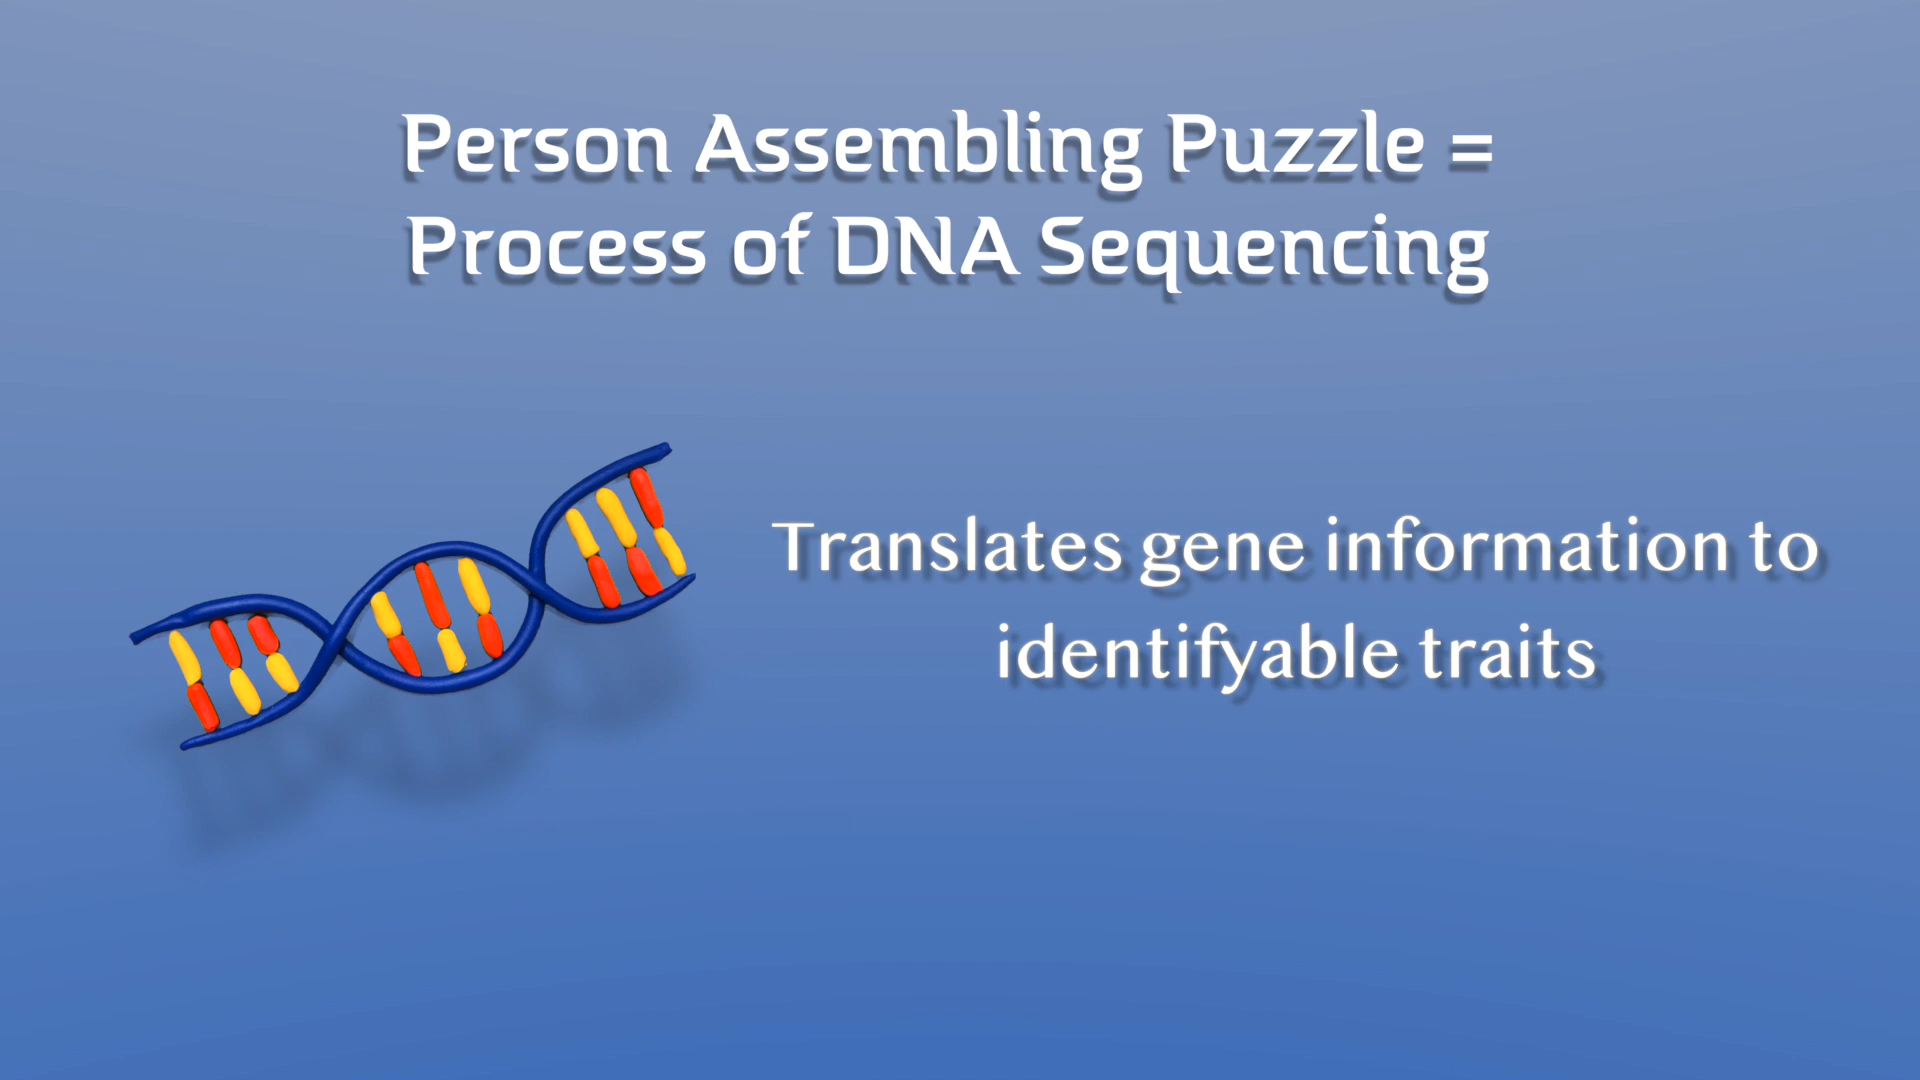 Person Assembling Puzzle =
Process of DNA Sequencing
Translates gene information to
identifyable traits